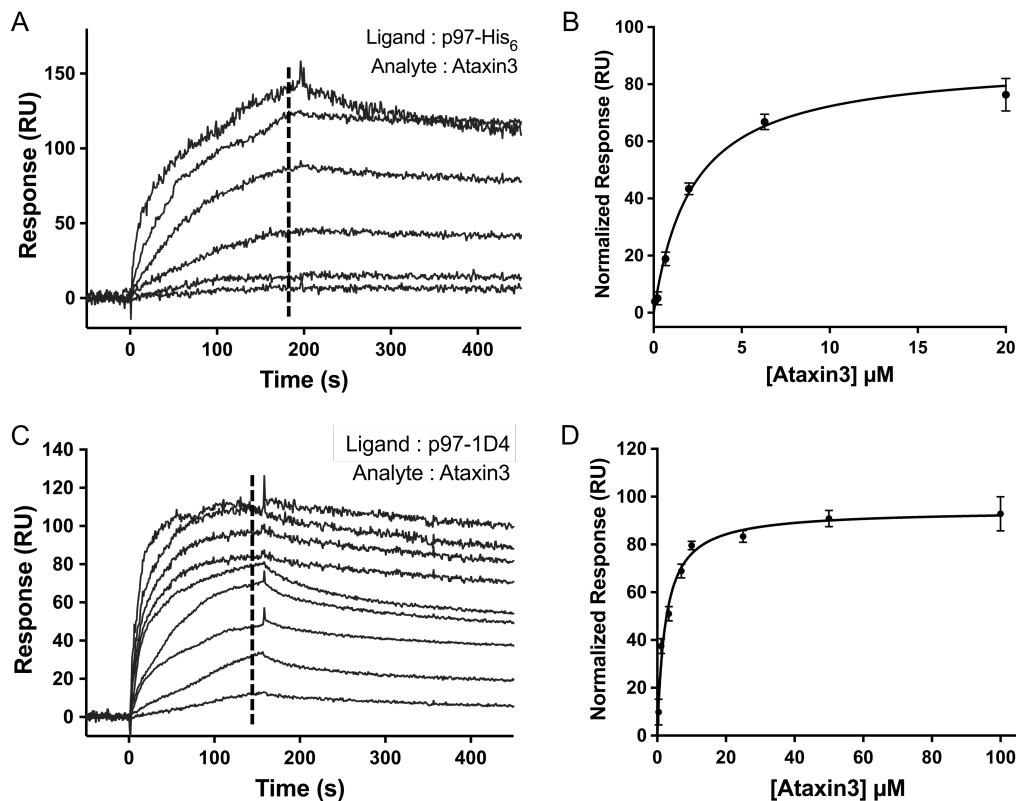 A
Ligand : p97-His6
Analyte : Ataxin3
Response (RU)
150
100
50
0
0 100 200 300 400
Time (s)
B
Normalized Response (RU)
100
80
60
40
20
0
0 5 10 15 20
[Ataxin3] µM
C
Ligand : p97-1D4
Analyte : Ataxin3
Response (RU)
140
120
100
80
60
40
20
0
0 100 200 300 400
Time (s)
D
Normalized Response (RU)
120
100
80
60
40
20
0
0 20 40 60 80 100
[Ataxin3] µM